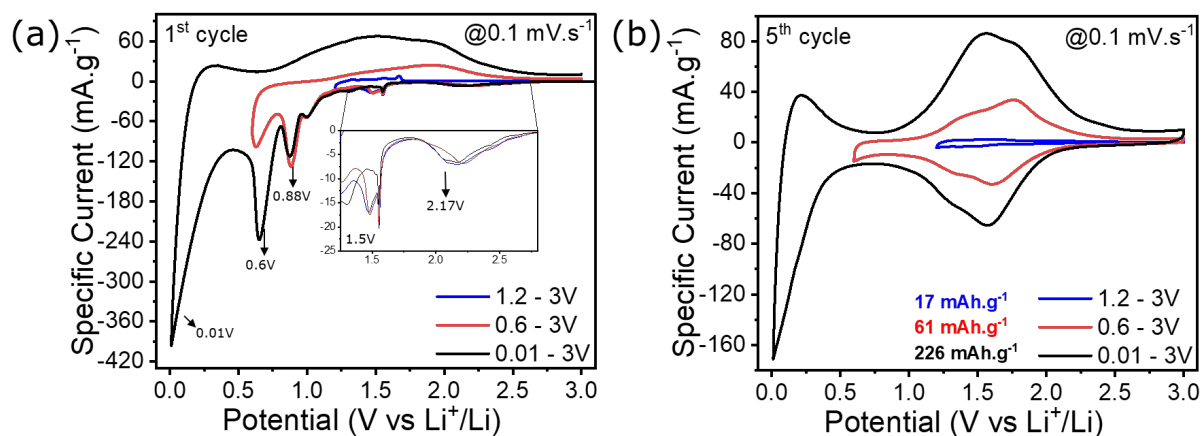 (a)
1st cycle
@0.1 mV.s-1
Specific Current (mA.g-1)
60
0
-60
-120
-180
-240
-300
-360
-420
0.88V
0.6V
0.01V
0
-5
-10
-15
-20
-25
2.17V
1.5V
1.5
2.0
2.5
1.2 - 3V
0.6 - 3V
0.01 - 3V
0.0 0.5 1.0 1.5 2.0 2.5 3.0
Potential (V vs Li+/Li)
(b)
5th cycle
@0.1 mV.s-1
Specific Current (mA.g-1)
80
40
0
-40
-80
-120
-160
17 mAh.g-1 1.2 - 3V
61 mAh.g-1 0.6 - 3V
226 mAh.g-1 0.01 - 3V
0.0 0.5 1.0 1.5 2.0 2.5 3.0
Potential (V vs Li+/Li)